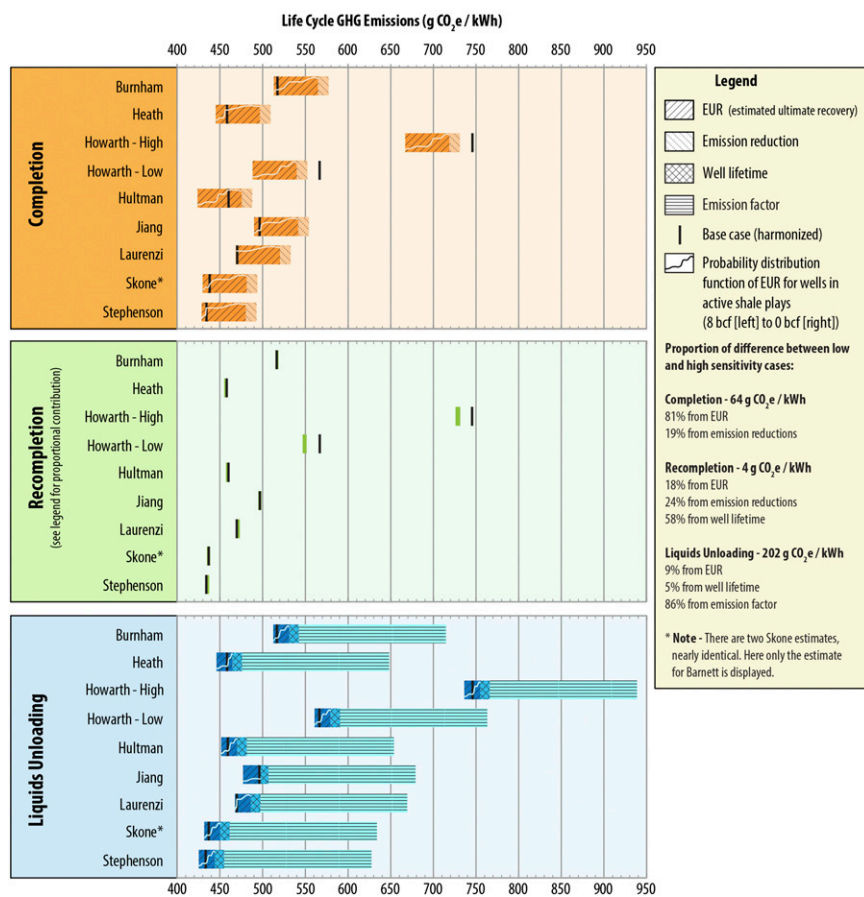 Life Cycle GHG Emissions (g CO₂e / kWh)
400 450 500 550 600 650 700 750 800 850 900 950
Completion
Burnham
Heath
Howarth - High
Howarth - Low
Hultman
Jiang
Laurenzi
Skone*
Stephenson
Recompletion
(see legend for proportional contribution)
Burnham
Heath
Howarth - High
Howarth - Low
Hultman
Jiang
Laurenzi
Skone*
Stephenson
Liquids Unloading
Burnham
Heath
Howarth - High
Howarth - Low
Hultman
Jiang
Laurenzi
Skone*
Stephenson
400 450 500 550 600 650 700 750 800 850 900 950
Legend
EUR (estimated ultimate recovery)
Emission reduction
Well lifetime
Emission factor
Base case (harmonized)
Probability distribution
function of EUR for wells in
active shale plays
(8 bcf [left] to 0 bcf [right])
Proportion of difference between low
and high sensitivity cases:
Completion - 64 g CO₂e / kWh
81% from EUR
19% from emission reductions
Recompletion - 4 g CO₂e / kWh
18% from EUR
24% from emission reductions
58% from well lifetime
Liquids Unloading - 202 g CO₂e / kWh
9% from EUR
5% from well lifetime
86% from emission factor
* Note - There are two Skone estimates,
nearly identical. Here only the estimate
for Barnett is displayed.